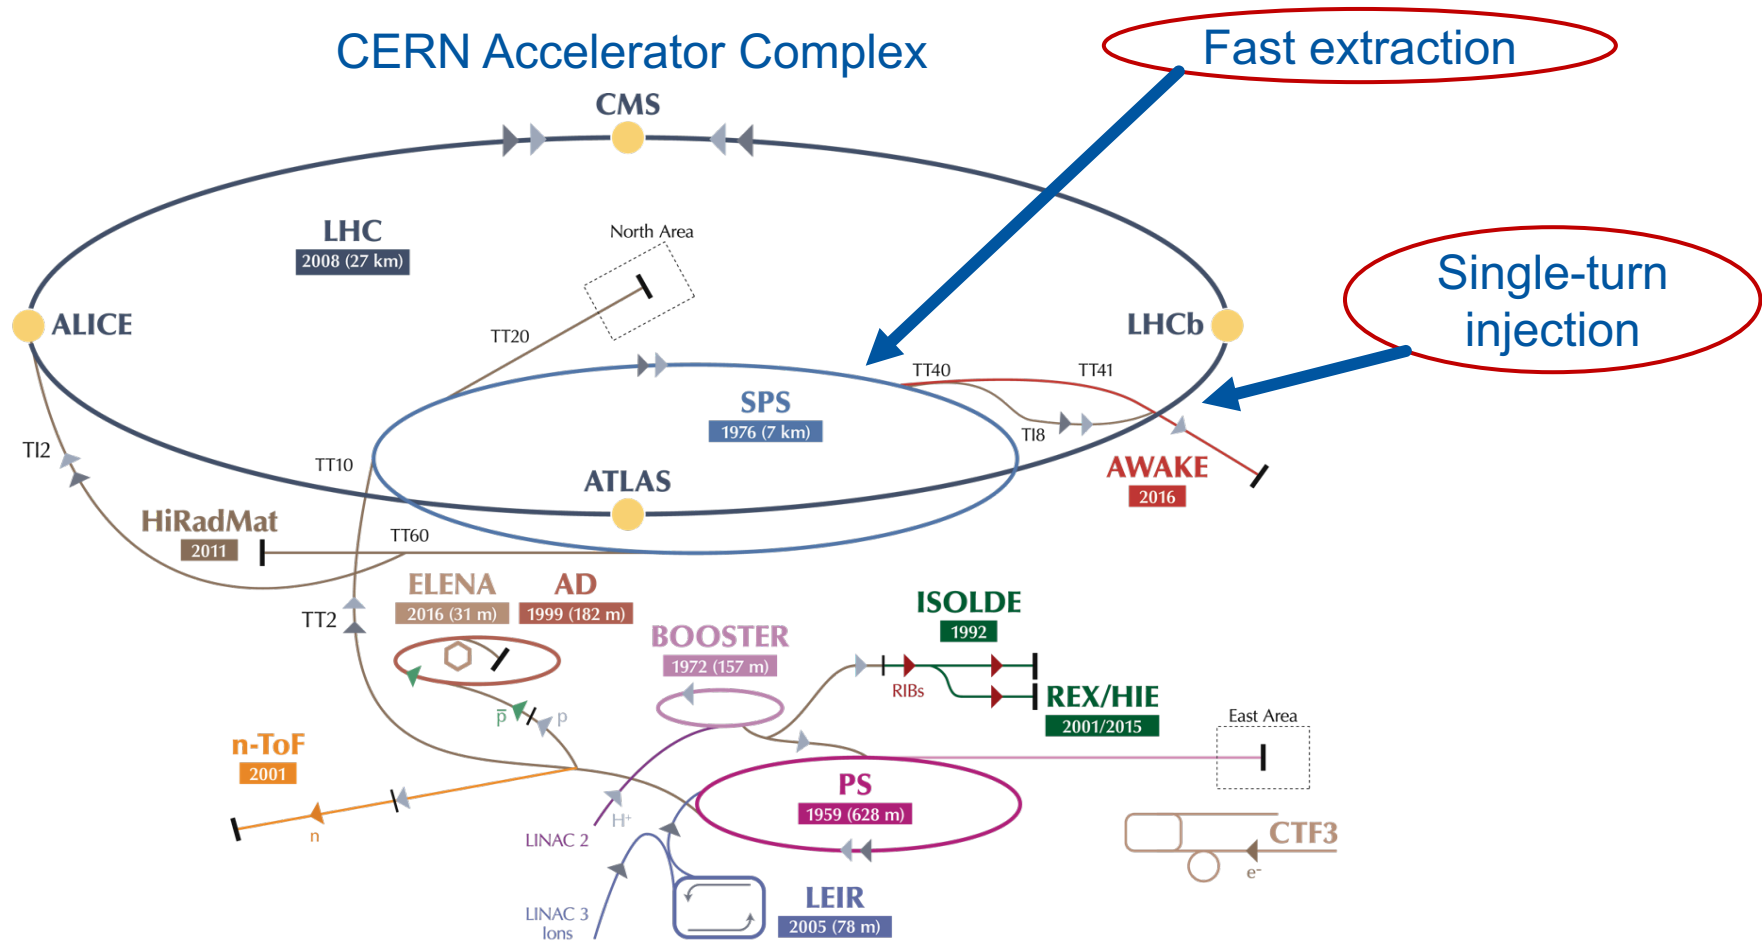 CERN Accelerator Complex
Fast extraction
CMS
LHC
2008 (27 km)
North Area
Single-turn
injection
ALICE
LHCb
TT20
TT40
TT41
SPS
1976 (7 km)
TI8
TI2
TT10
ATLAS
AWAKE
2016
HiRadMat
2011
TT60
ELENA
2016 (31 m)
AD
1999 (182 m)
TT2
ISOLDE
1992
BOOSTER
1972 (157 m)
RIBs
REX/HIE
2001/2015
p̅
p
East Area
n-ToF
2001
PS
1959 (628 m)
n
H+
LINAC 2
CTF3
e-
LEIR
2005 (78 m)
LINAC 3
Ions